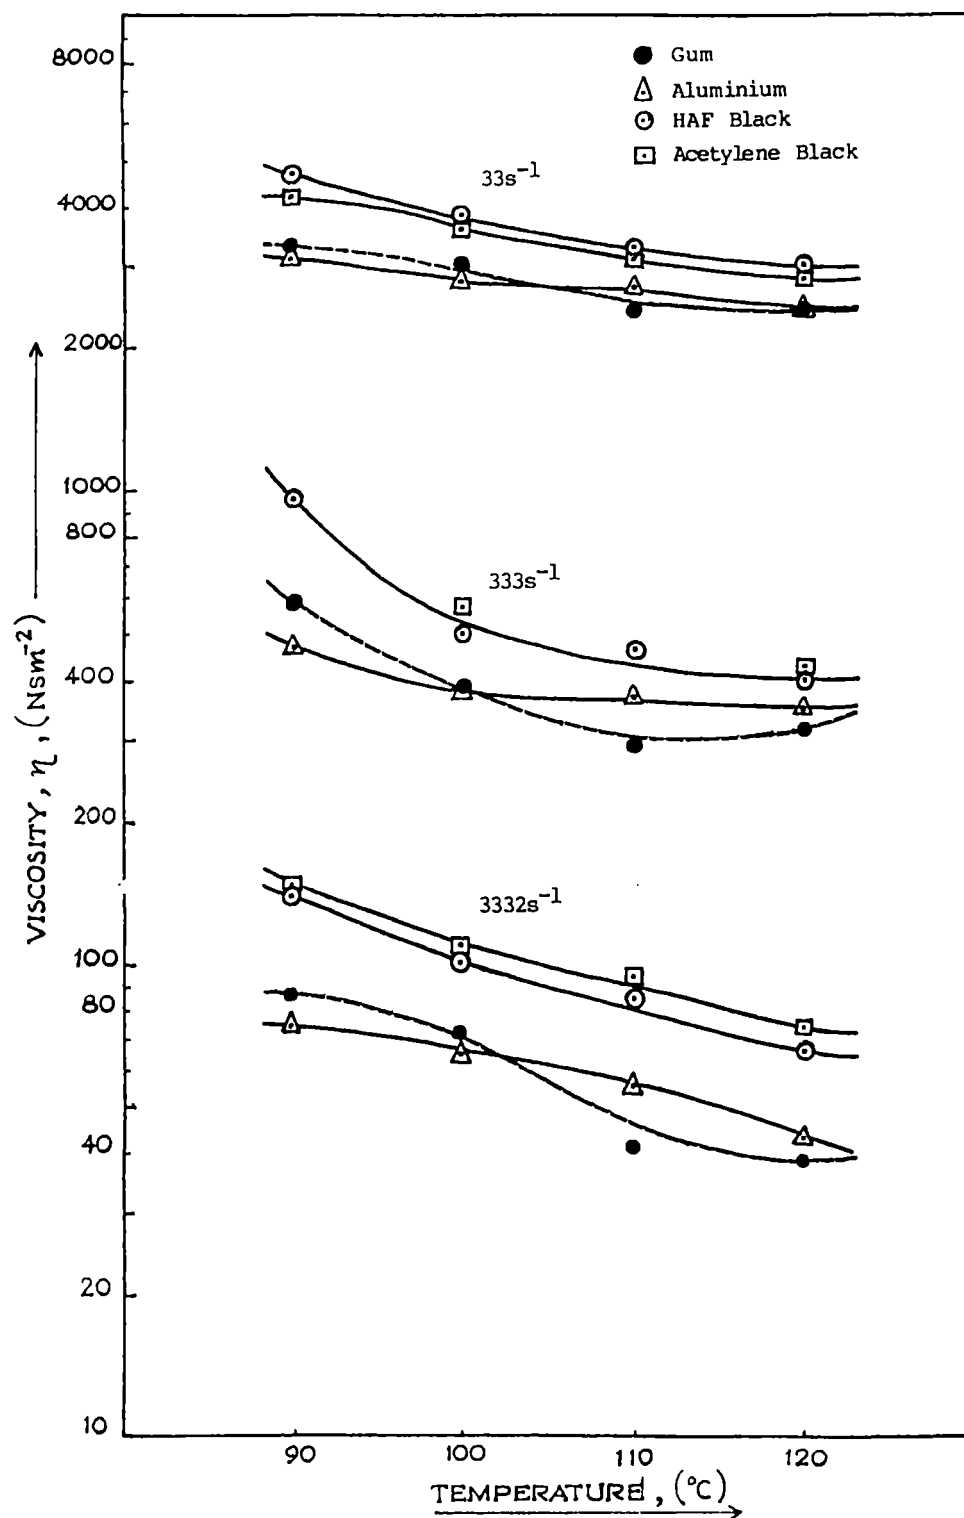 8000
4000
2000
1000
800
400
200
100
80
40
30
20
10
VISCOSITY, η, (Nsm⁻²)
● Gum
△ Aluminium
⊙ HAF Black
⊡ Acetylene Black
33s⁻¹
333s⁻¹
3332s⁻¹
90 100 110 120
TEMPERATURE, (°C)